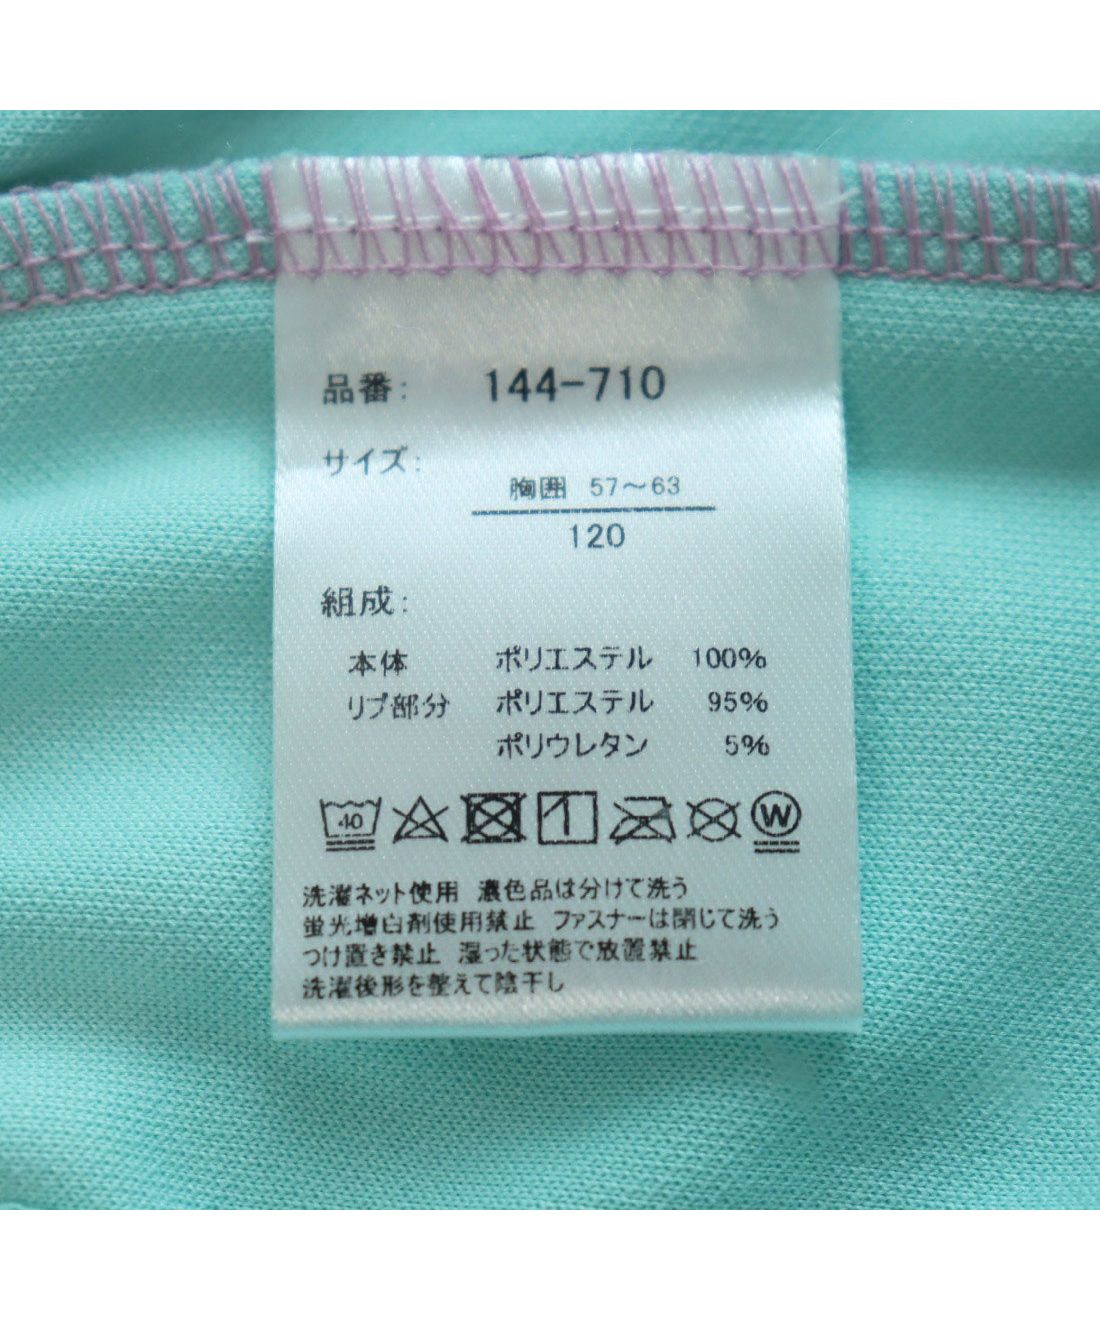 品番: 144-710
サイズ:
胸囲 57～63
120
組成:
本体 ポリエステル 100%
リブ部分 ポリエステル 95%
ポリウレタン 5%
40 W
洗濯ネット使用 濃色品は分けて洗う
蛍光増白剤使用禁止 ファスナーは閉じて洗う
つけ置き禁止 湿った状態で放置禁止
洗濯後形を整えて陰干し